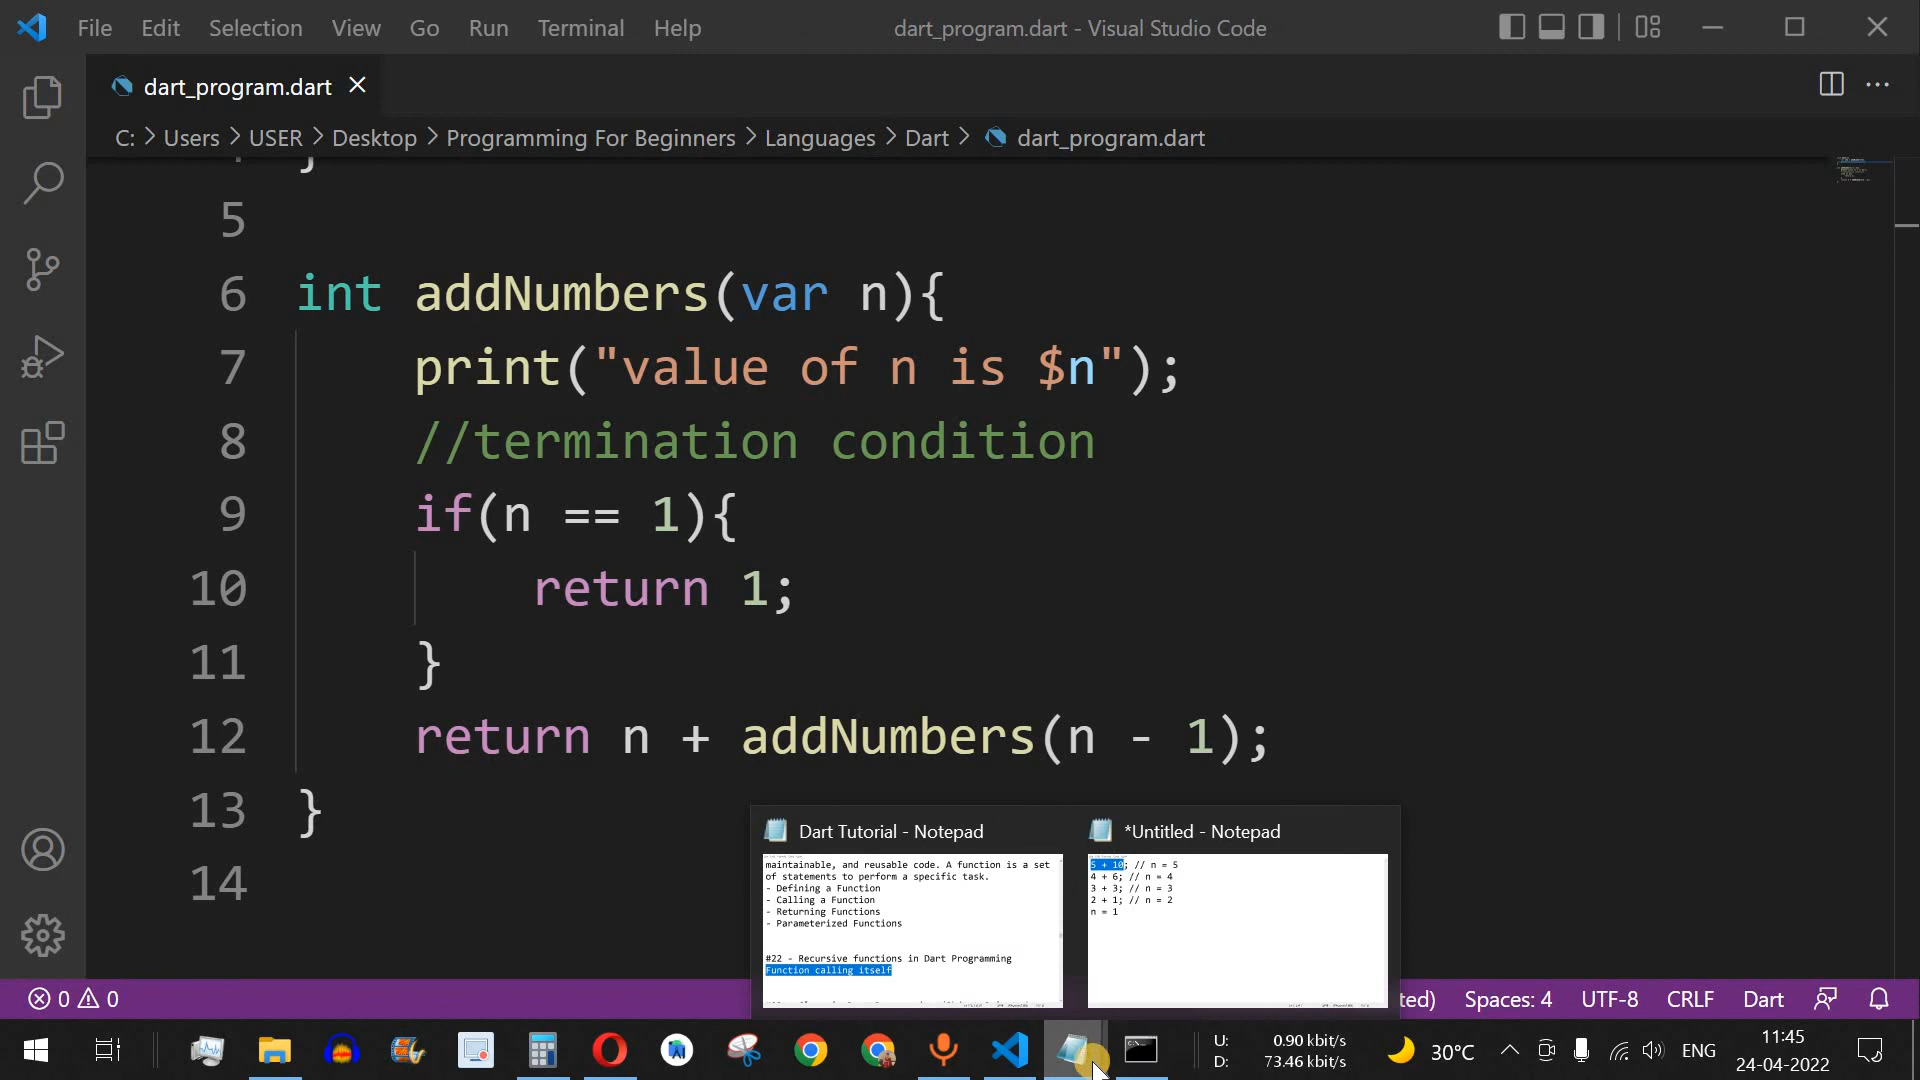 File Edit Selection View Go Run Terminal Help dart_program.dart - Visual Studio Code
dart_program.dart
C: > Users > USER > Desktop > Programming For Beginners > Languages > Dart > dart_program.dart
}
5
6 int addNumbers(var n){
7 print("value of n is $n");
8 //termination condition
9 if(n == 1){
10 return 1;
11 }
12 return n + addNumbers(n - 1);
13 }
14
Dart Tutorial - Notepad
maintainable, and reusable code. A function is a set
of statements to perform a specific task.
- Defining a Function
- Calling a Function
- Returning Functions
- Parameterized Functions
#22 - Recursive functions in Dart Programming
Function calling itself
*Untitled - Notepad
5 + 10; // n = 5
4 + 6; // n = 4
3 + 3; // n = 3
2 + 1; // n = 2
n = 1
0 0 ted) Spaces: 4 UTF-8 CRLF Dart
U: 0.90 kbit/s
D: 73.46 kbit/s
30°C
ENG
11:45
24-04-2022